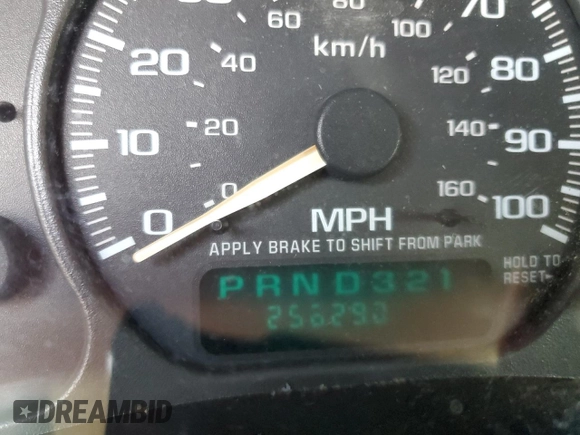 60 80 100
70
km/h
20 40
120 80
10 20
140 90
0 0
160 100
MPH
APPLY BRAKE TO SHIFT FROM PARK
HOLD TO
RESET
PRND321
256290
DREAMBID